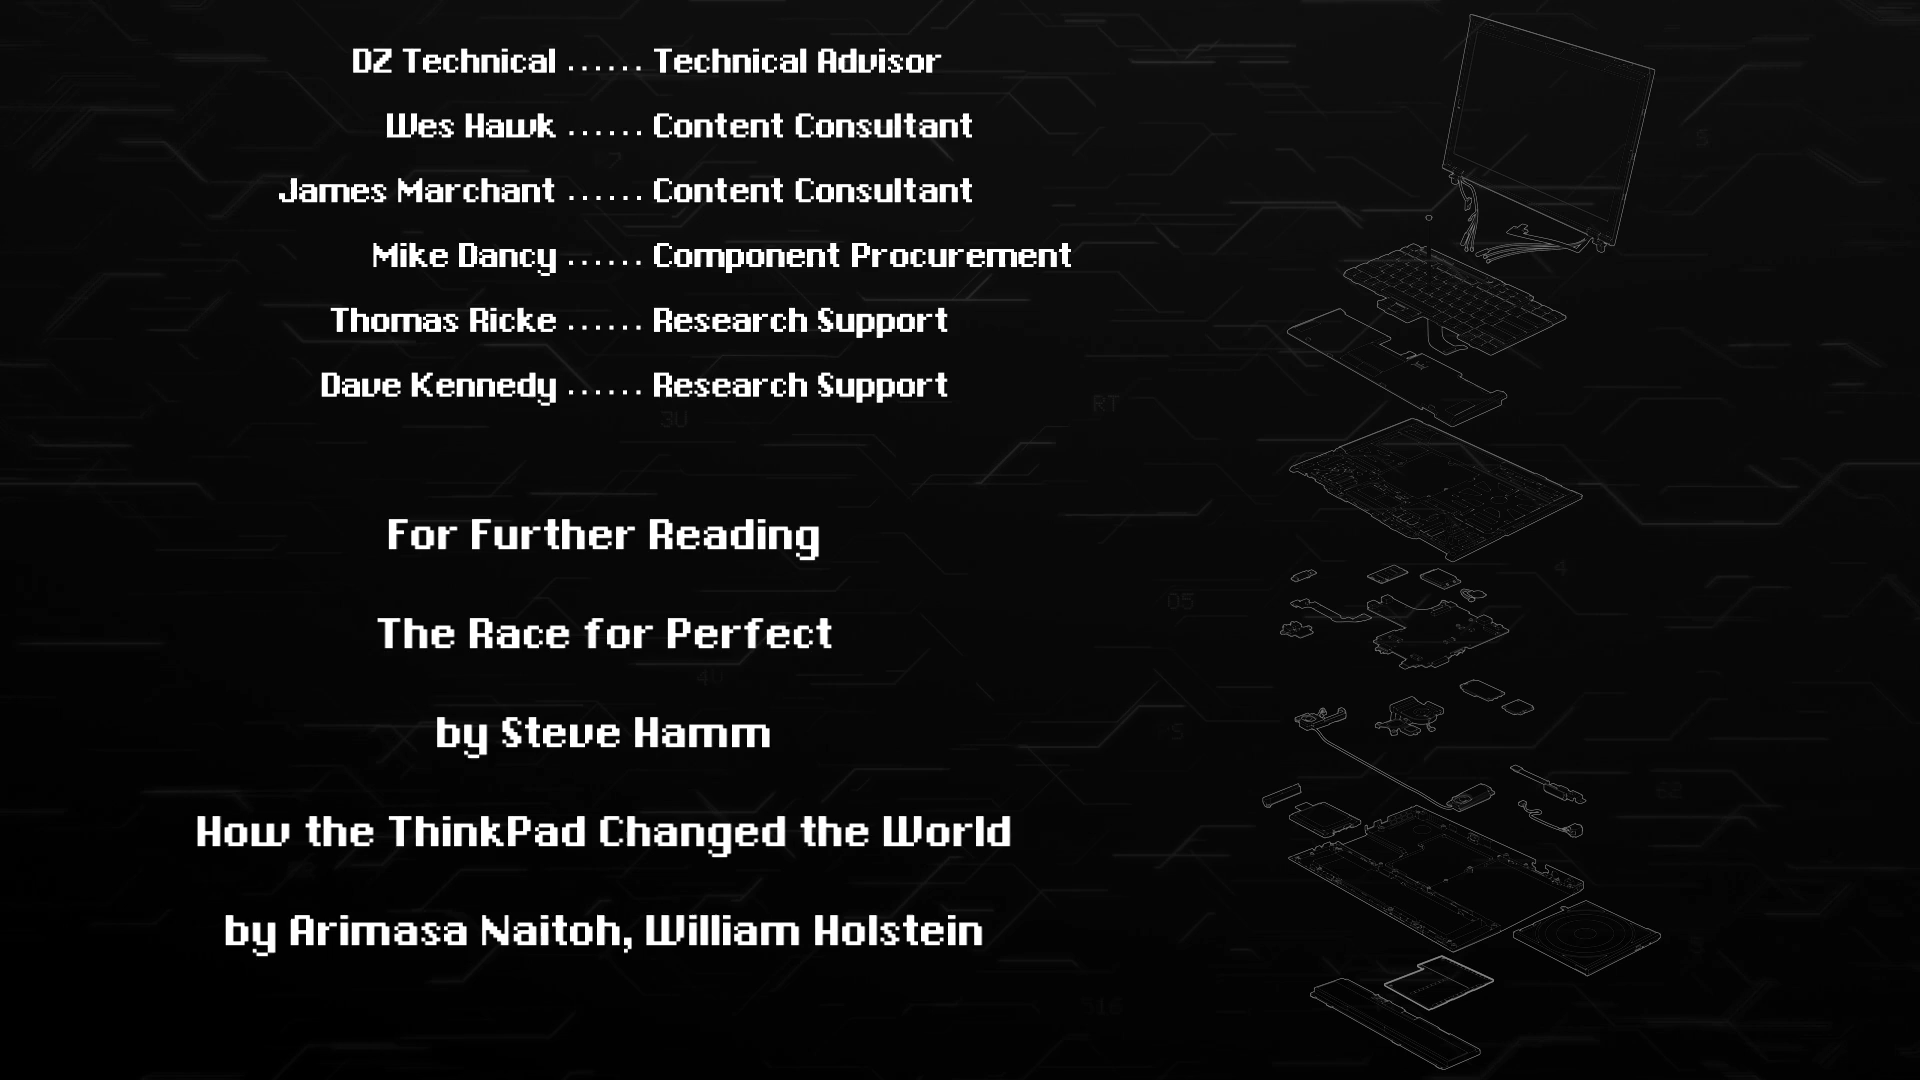 DZ Technical ...... Technical Advisor
Wes Hawk ...... Content Consultant
James Marchant ...... Content Consultant
Mike Dancy ...... Component Procurement
Thomas Ricke ...... Research Support
Dave Kennedy ...... Research Support
For Further Reading
The Race for Perfect
by Steve Hamm
How the ThinkPad Changed the World
by Arimasa Naitoh, William Holstein